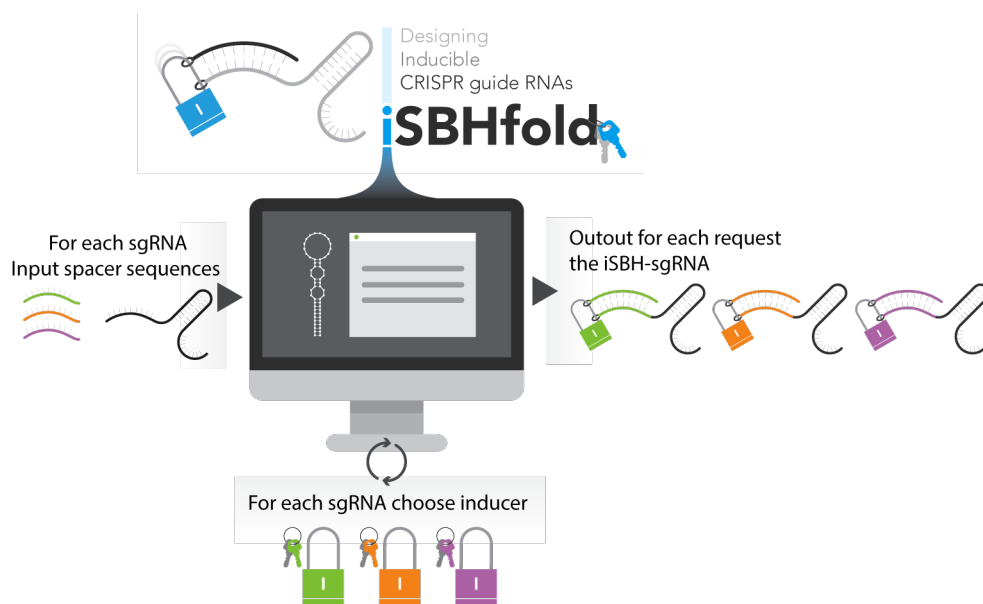 Designing
Inducible
CRISPR guide RNAs
iSBHfold
For each sgRNA
Input spacer sequences
Outout for each request
the iSBH-sgRNA
For each sgRNA choose inducer